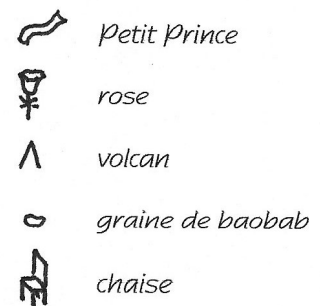 Petit Prince
rose
volcan
graine de baobab
chaise